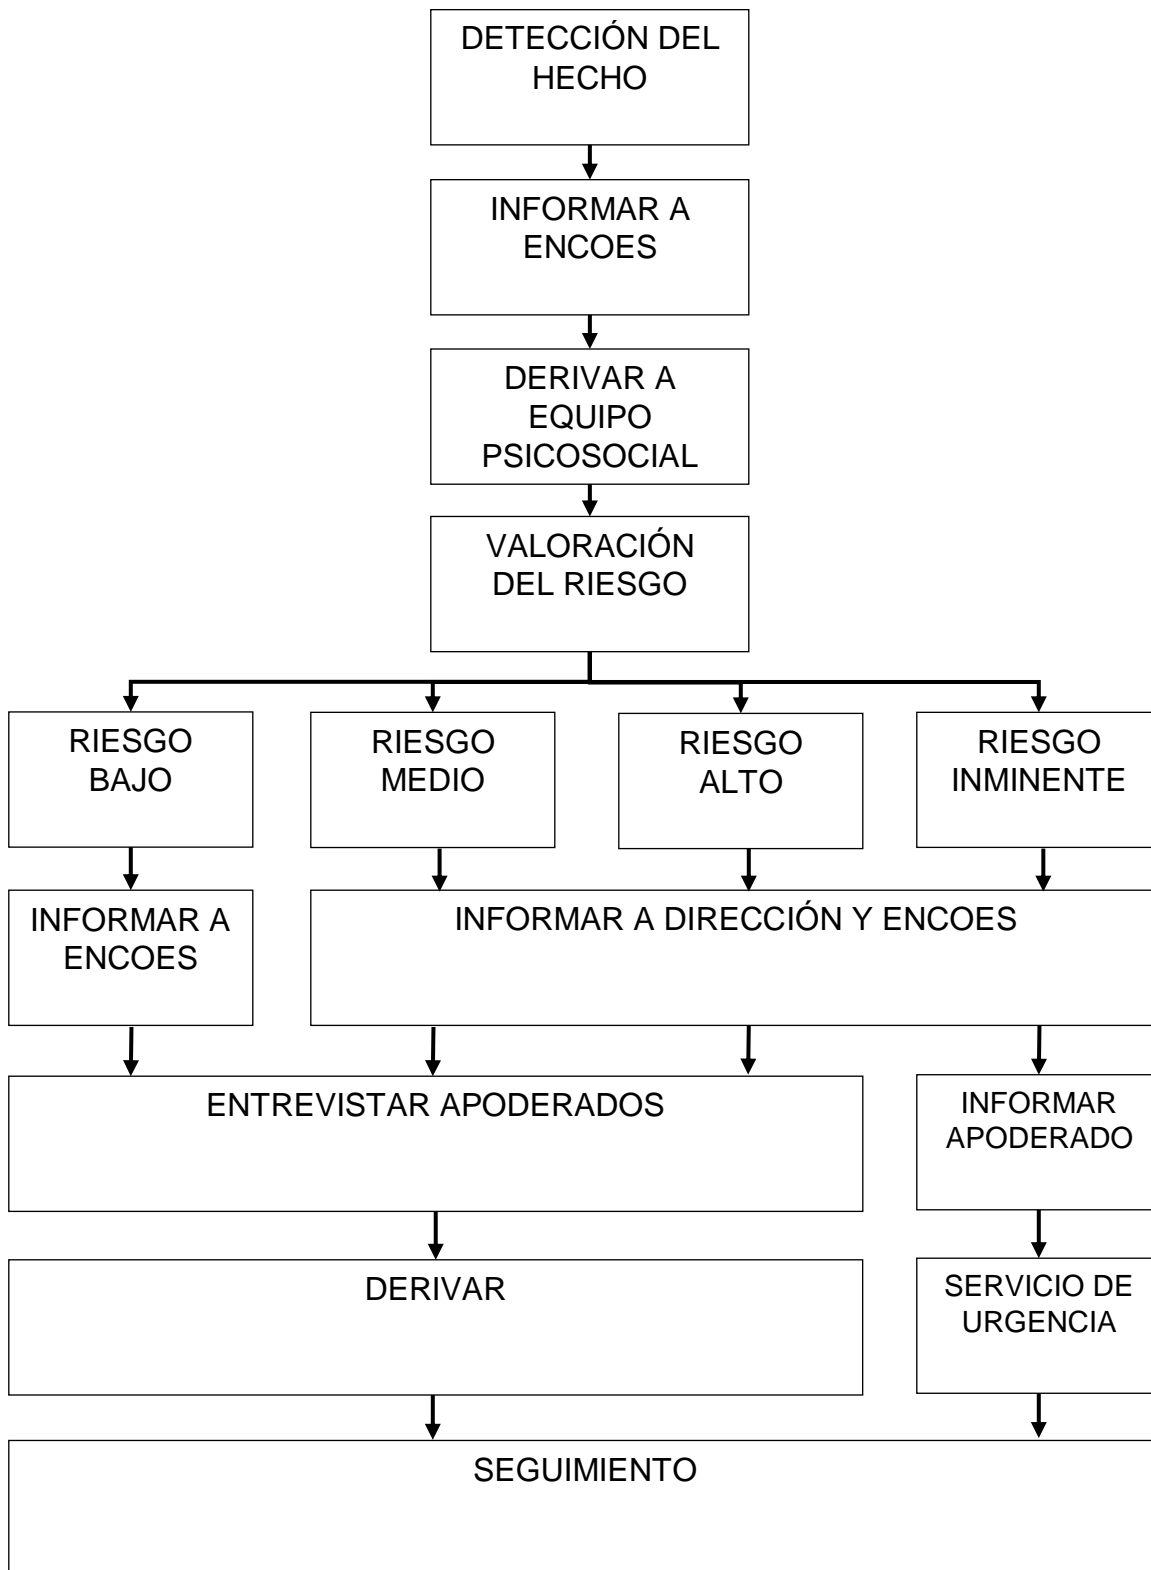 DETECCIÓN DEL
HECHO
INFORMAR A
ENCOES
DERIVAR A
EQUIPO
PSICOSOCIAL
VALORACIÓN
DEL RIESGO
RIESGO
BAJO
RIESGO
MEDIO
RIESGO
ALTO
RIESGO
INMINENTE
INFORMAR A
ENCOES
INFORMAR A DIRECCIÓN Y ENCOES
ENTREVISTAR APODERADOS
INFORMAR
APODERADO
DERIVAR
SERVICIO DE
URGENCIA
SEGUIMIENTO